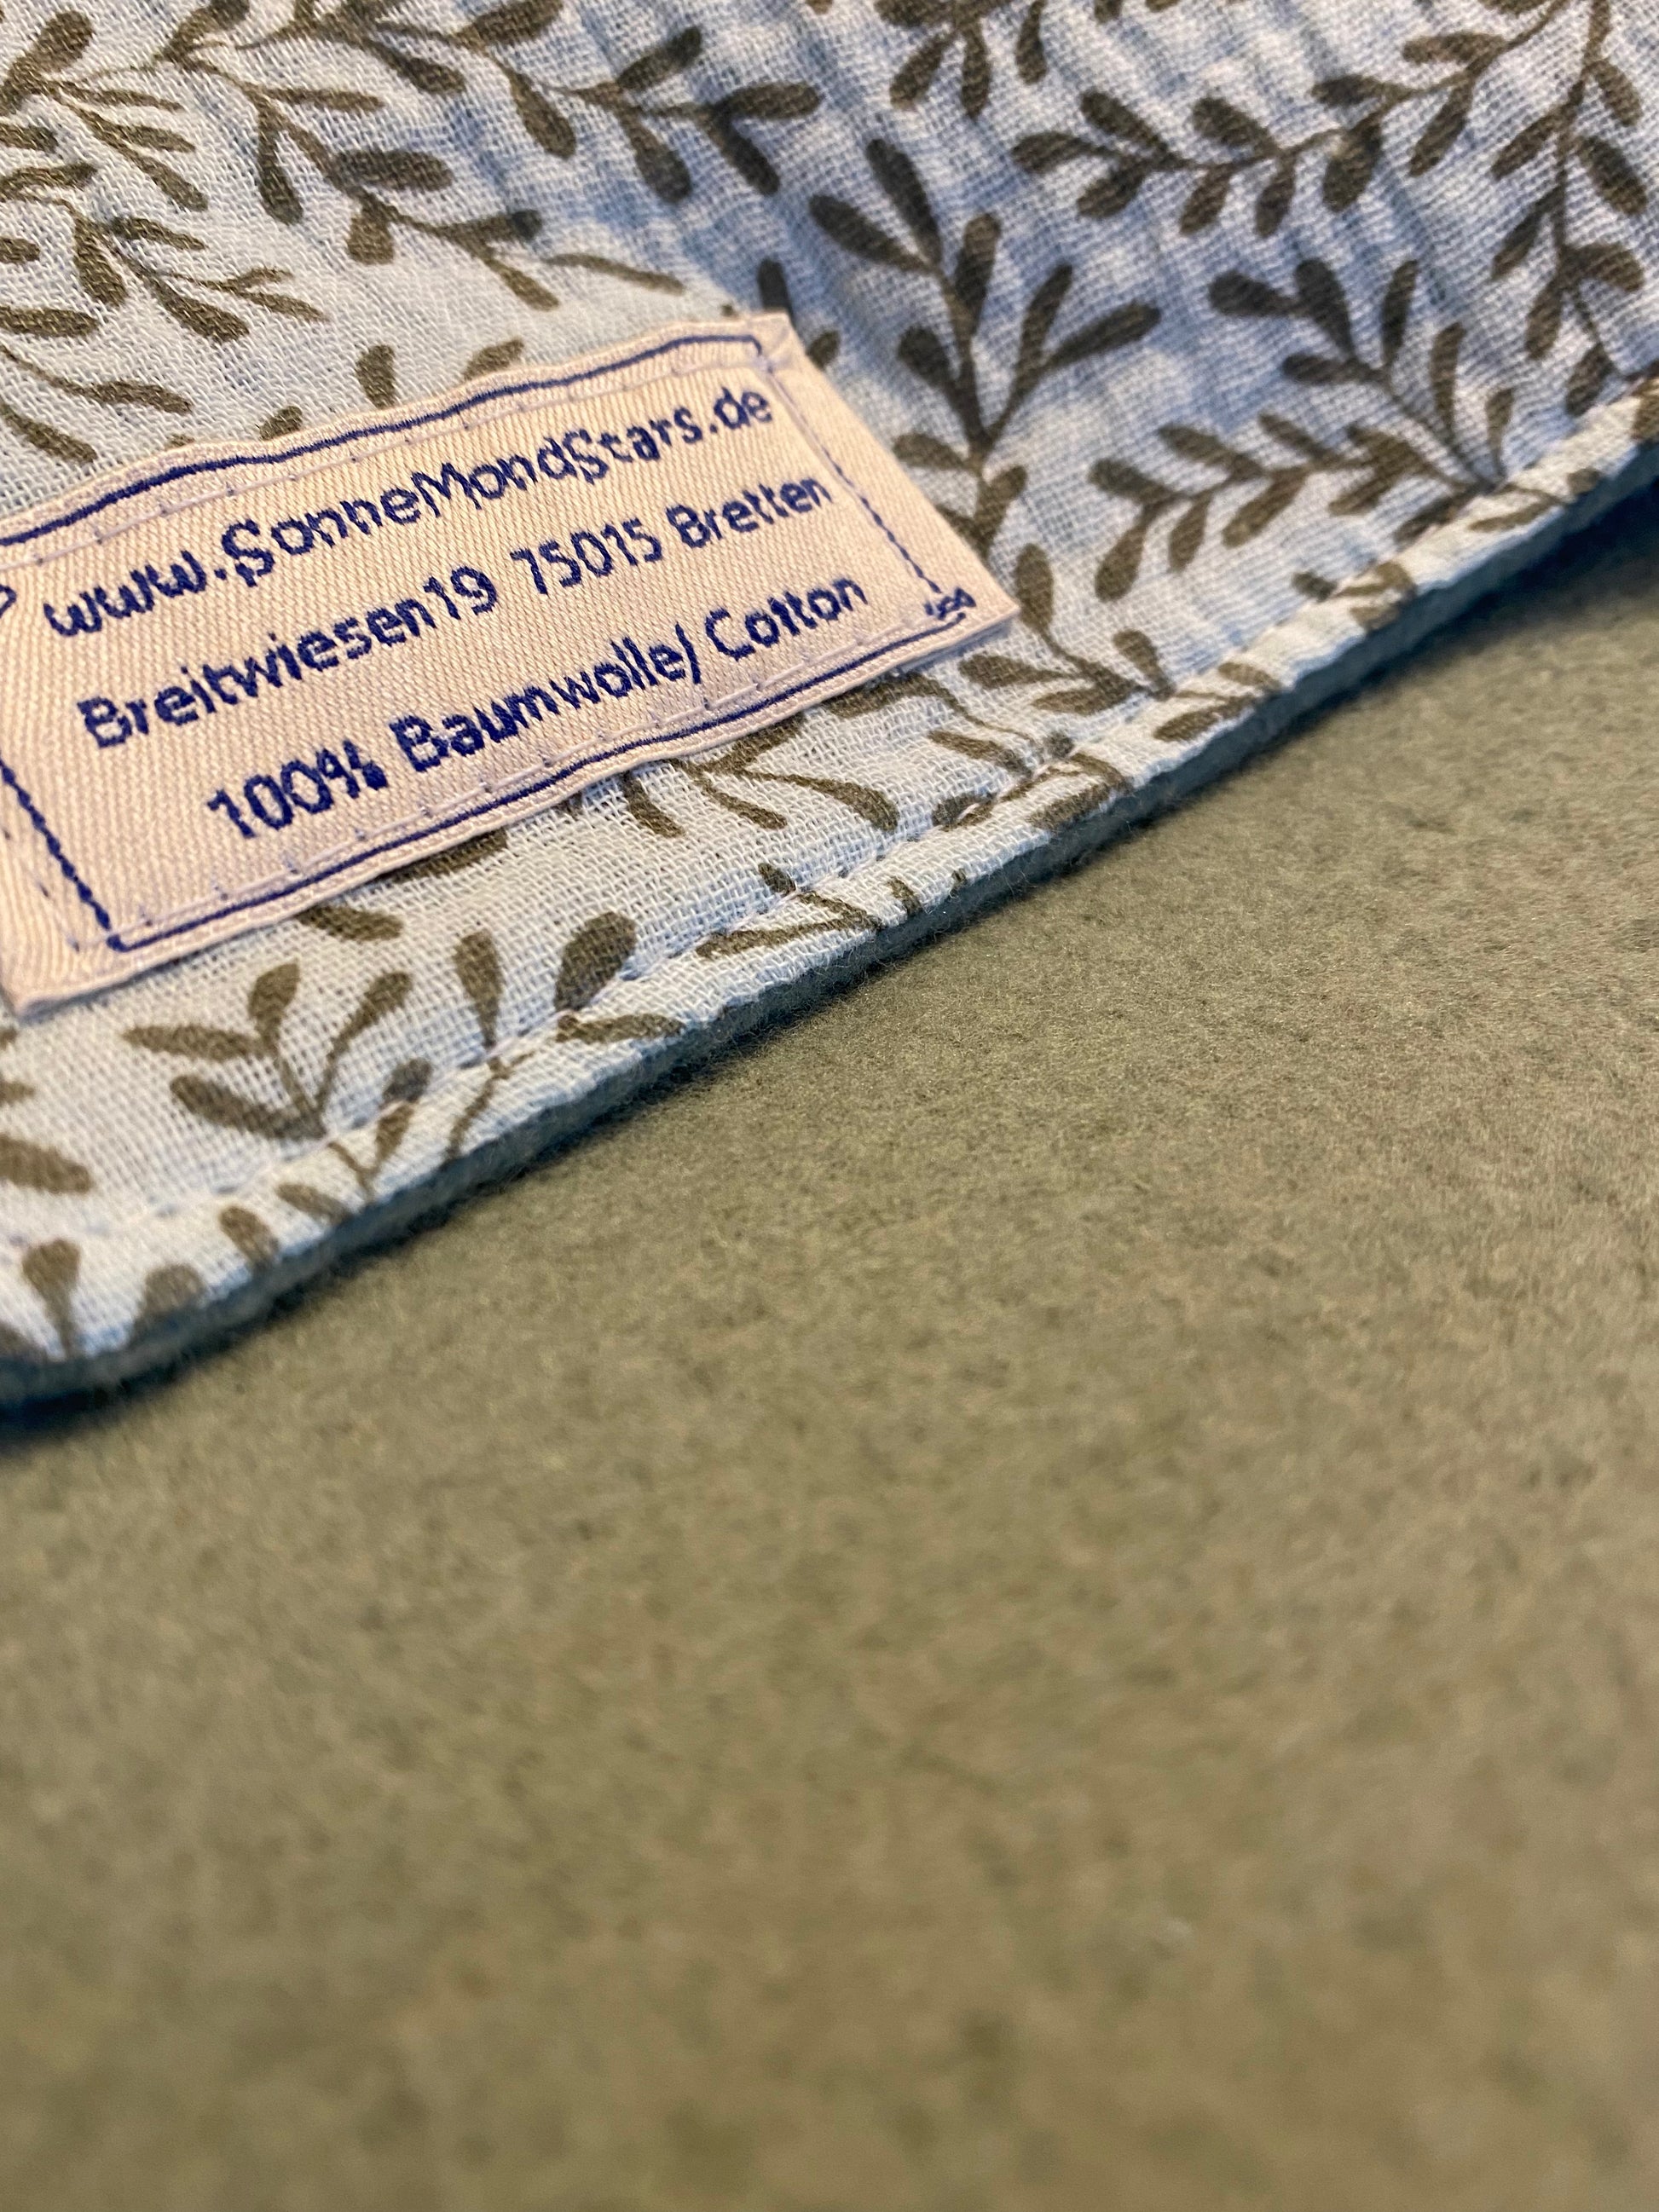 www.SonneMondStars.de
Breitwiesen19 75015 Bretten
100% Baumwolle/ Cotton